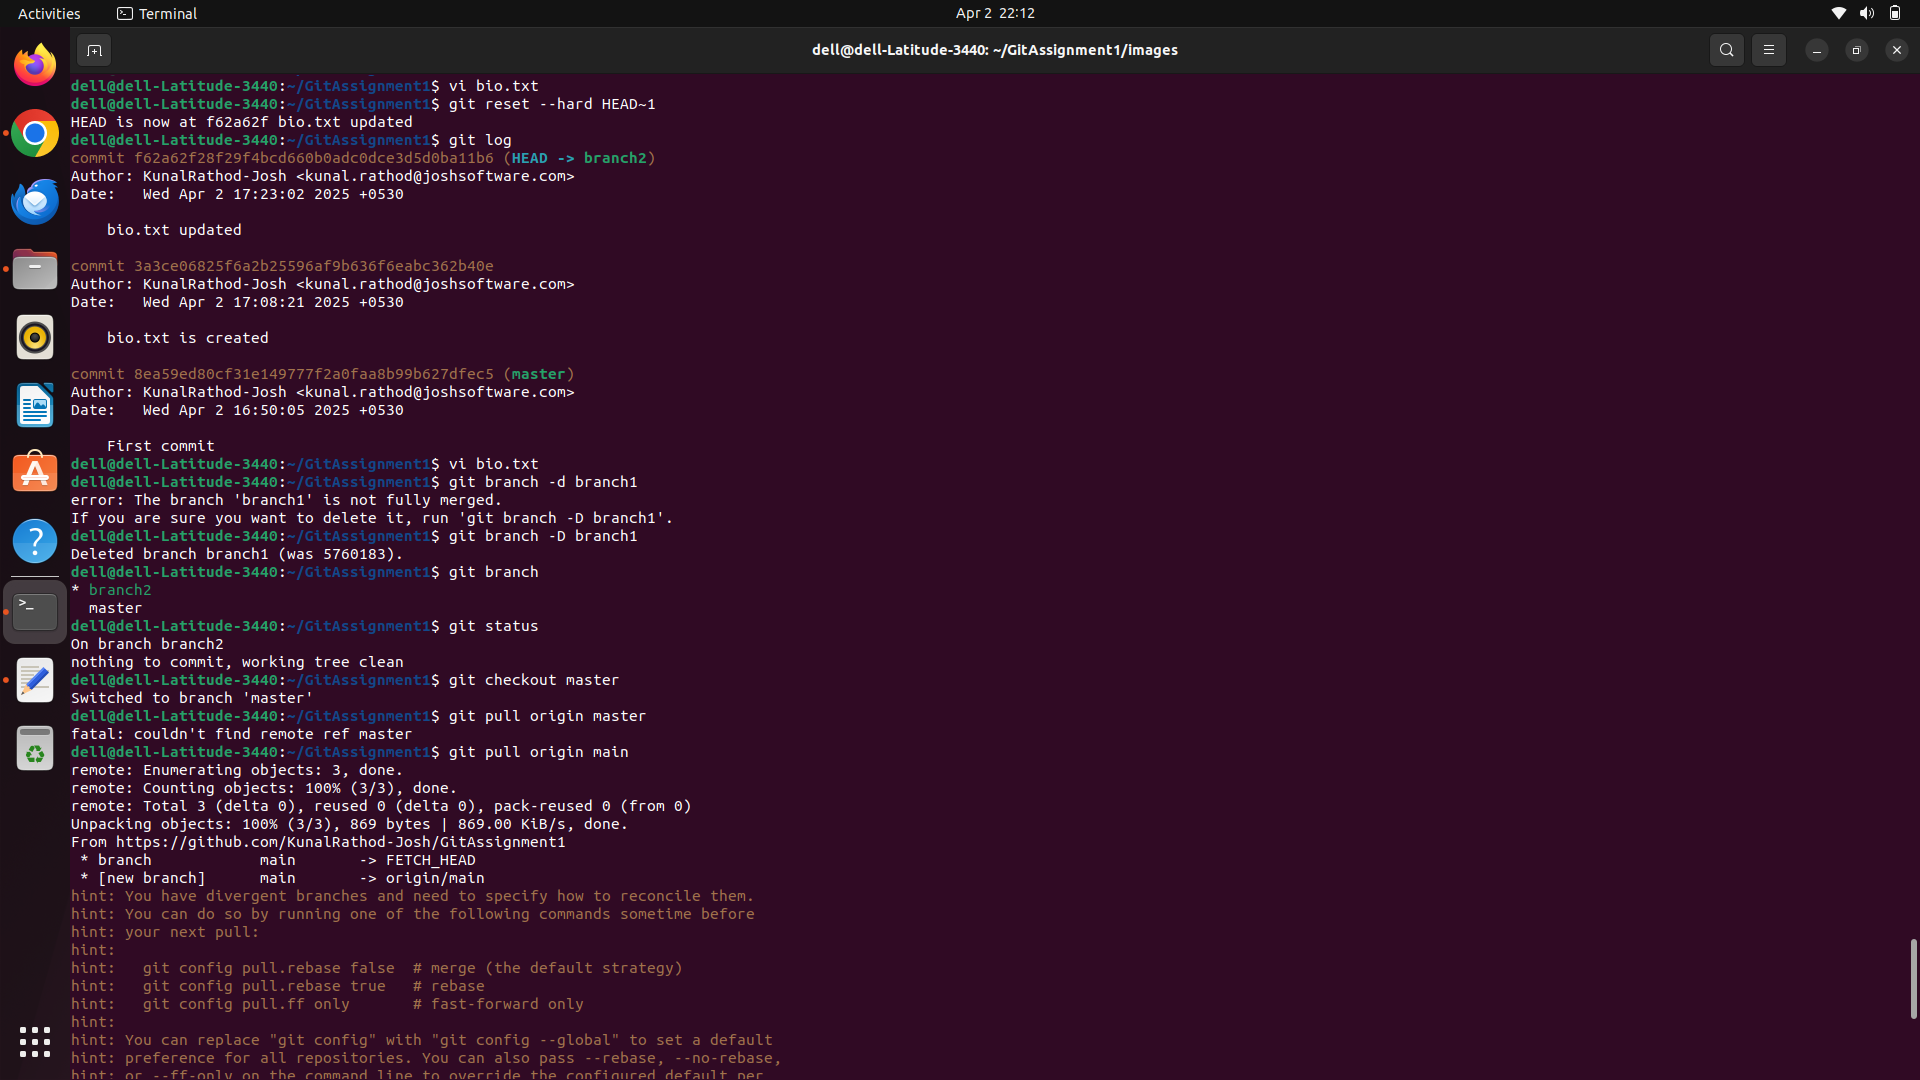 Activities
Terminal
Apr 2 22:12
dell@dell-Latitude-3440: ~/GitAssignment1/images
dell@dell-Latitude-3440:~/GitAssignment1$ vi bio.txt
dell@dell-Latitude-3440:~/GitAssignment1$ git reset --hard HEAD~1
HEAD is now at f62a62f bio.txt updated
dell@dell-Latitude-3440:~/GitAssignment1$ git log
commit f62a62f28f29f4bcd660b0adc0dce3d5d0ba11b6 (HEAD -> branch2)
Author: KunalRathod-Josh <kunal.rathod@joshsoftware.com>
Date:   Wed Apr 2 17:23:02 2025 +0530
bio.txt updated
commit 3a3ce06825f6a2b25596af9b636f6eabc362b40e
Author: KunalRathod-Josh <kunal.rathod@joshsoftware.com>
Date:   Wed Apr 2 17:08:21 2025 +0530
bio.txt is created
commit 8ea59ed80cf31e149777f2a0faa8b99b627dfec5 (master)
Author: KunalRathod-Josh <kunal.rathod@joshsoftware.com>
Date:   Wed Apr 2 16:50:05 2025 +0530
First commit
dell@dell-Latitude-3440:~/GitAssignment1$ vi bio.txt
dell@dell-Latitude-3440:~/GitAssignment1$ git branch -d branch1
error: The branch 'branch1' is not fully merged.
If you are sure you want to delete it, run 'git branch -D branch1'.
dell@dell-Latitude-3440:~/GitAssignment1$ git branch -D branch1
Deleted branch branch1 (was 5760183).
dell@dell-Latitude-3440:~/GitAssignment1$ git branch
* branch2
  master
dell@dell-Latitude-3440:~/GitAssignment1$ git status
On branch branch2
nothing to commit, working tree clean
dell@dell-Latitude-3440:~/GitAssignment1$ git checkout master
Switched to branch 'master'
dell@dell-Latitude-3440:~/GitAssignment1$ git pull origin master
fatal: couldn't find remote ref master
dell@dell-Latitude-3440:~/GitAssignment1$ git pull origin main
remote: Enumerating objects: 3, done.
remote: Counting objects: 100% (3/3), done.
remote: Total 3 (delta 0), reused 0 (delta 0), pack-reused 0 (from 0)
Unpacking objects: 100% (3/3), 869 bytes | 869.00 KiB/s, done.
From https://github.com/KunalRathod-Josh/GitAssignment1
 * branch            main       -> FETCH_HEAD
 * [new branch]      main       -> origin/main
hint: You have divergent branches and need to specify how to reconcile them.
hint: You can do so by running one of the following commands sometime before
hint: your next pull:
hint:
hint:   git config pull.rebase false  # merge (the default strategy)
hint:   git config pull.rebase true   # rebase
hint:   git config pull.ff only       # fast-forward only
hint:
hint: You can replace "git config" with "git config --global" to set a default
hint: preference for all repositories. You can also pass --rebase, --no-rebase,
hint: or --ff-only on the command line to override the configured default per